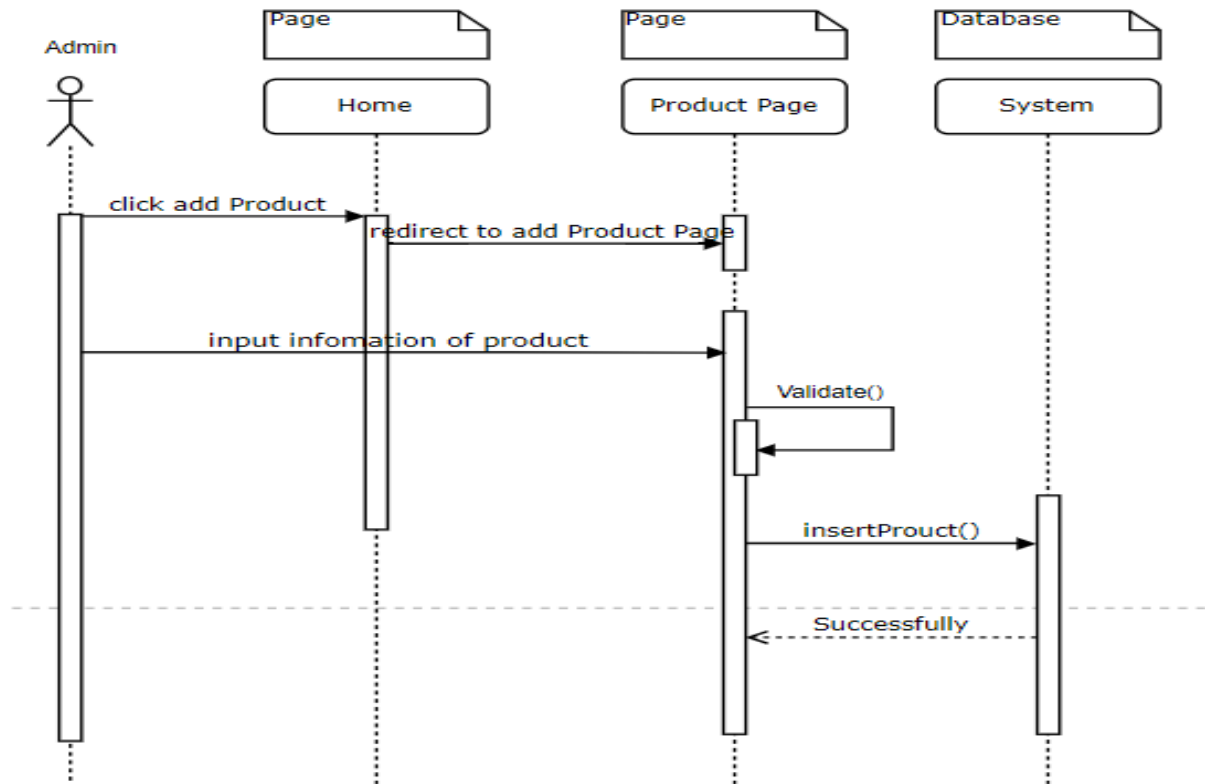 Page
Page
Database
Admin
Home
Product Page
System
click add Product
redirect to add Product Page
input infomation of product
Validate()
insertProuct()
Successfully